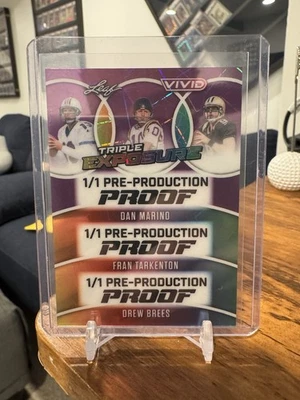 Leaf VIVID
TRIPLE
EXPOSURE
1/1 PRE-PRODUCTION
PROOF
DAN MARINO
1/1 PRE-PRODUCTION
PROOF
FRAN TARKENTON
1/1 PRE-PRODUCTION
PROOF
DREW BREES